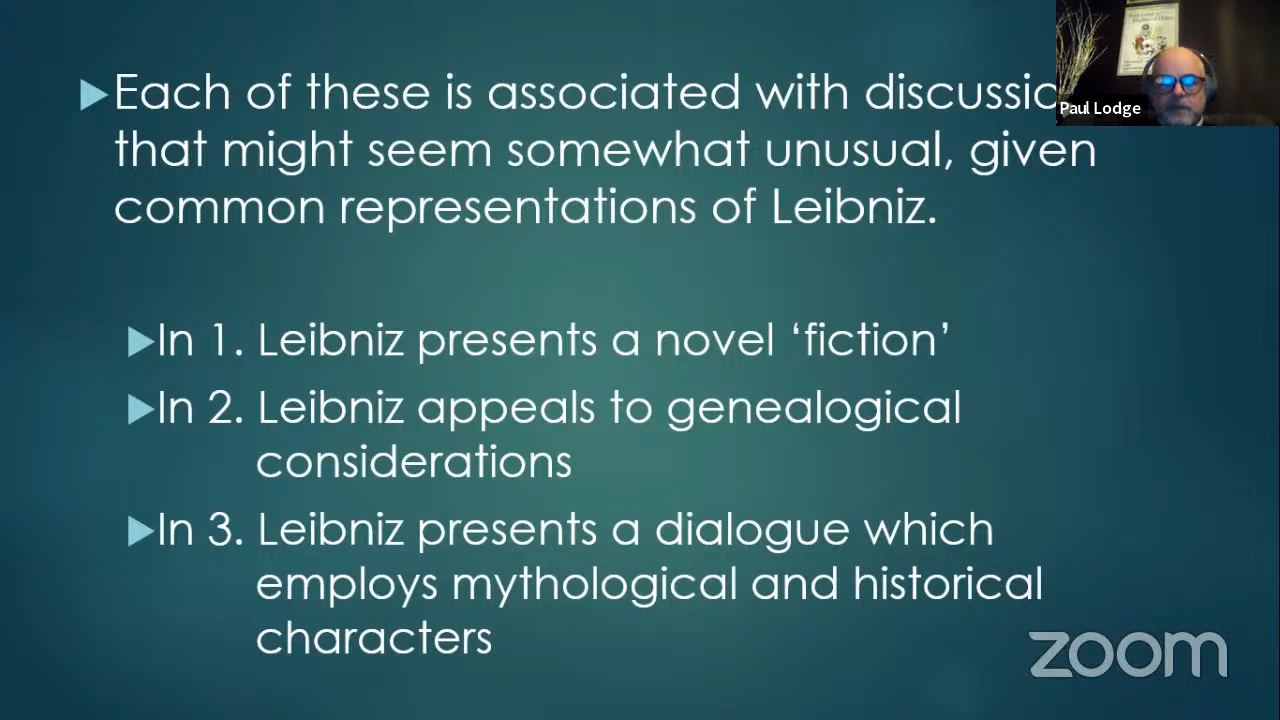 Each of these is associated with
that might seem somewhat unusual, given
common representations of Leibniz.
In 1. Leibniz presents a novel ‘fiction’
In 2. Leibniz appeals to genealogical
considerations
In 3. Leibniz presents a dialogue which
employs mythological and historical
characters
Paul Lodge
zoom